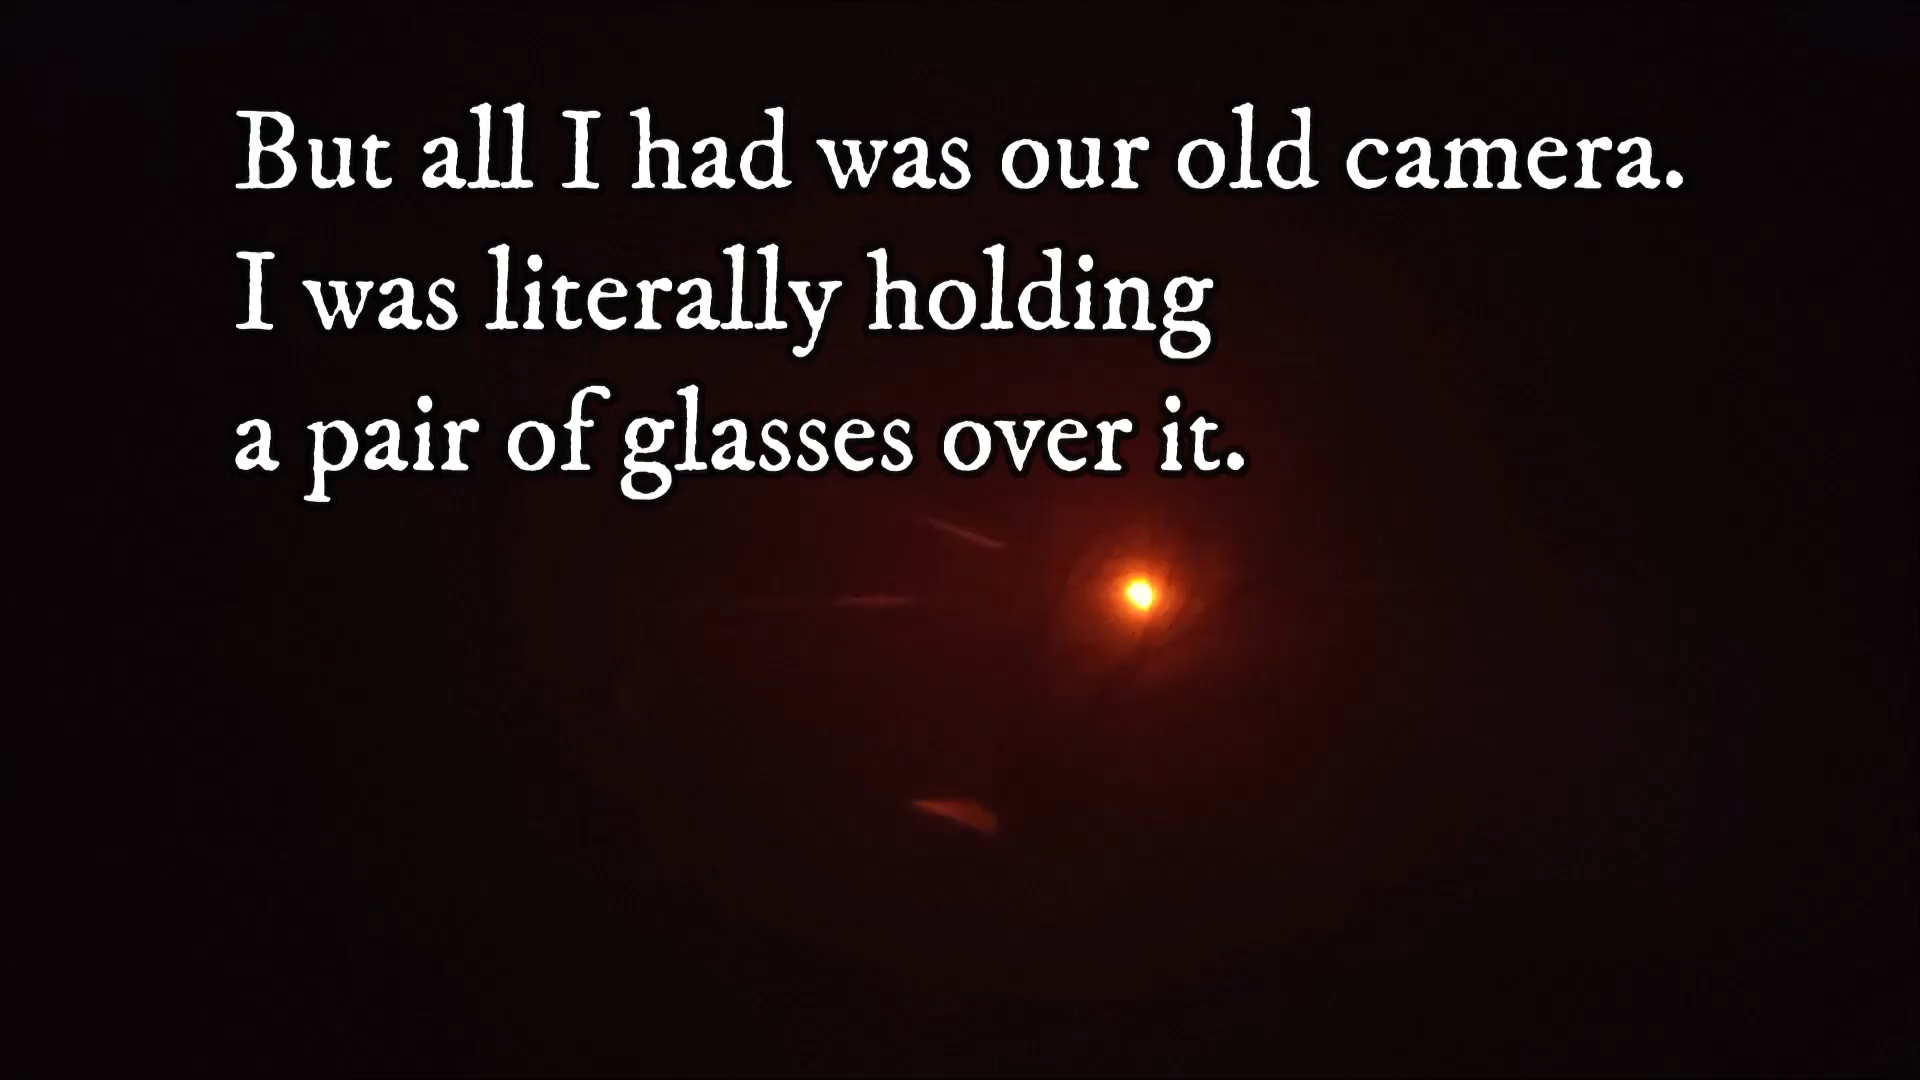 But all I had was our old camera.
I was literally holding
a pair of glasses over it.